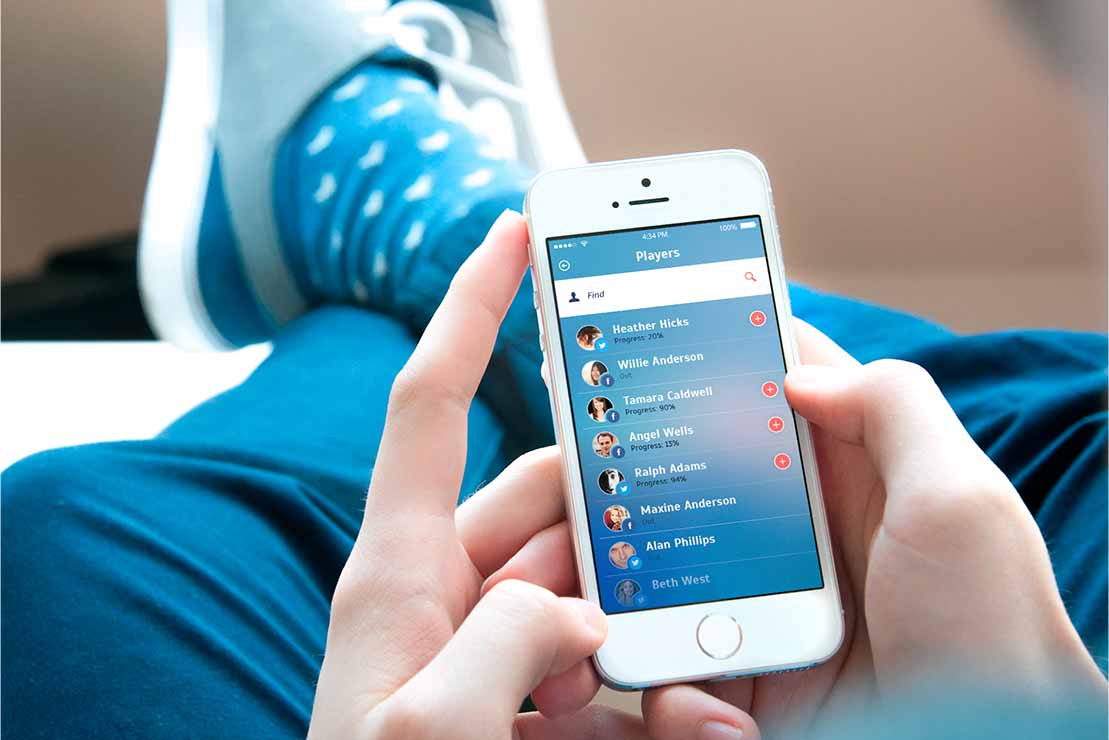 4:34 PM
100%
Players
Find
Heather Hicks
Progress: 20%
Willie Anderson
Out
Tamara Caldwell
Progress: 90%
Angel Wells
Progress: 15%
Ralph Adams
Progress: 94%
Maxine Anderson
Out
Alan Phillips
Beth West